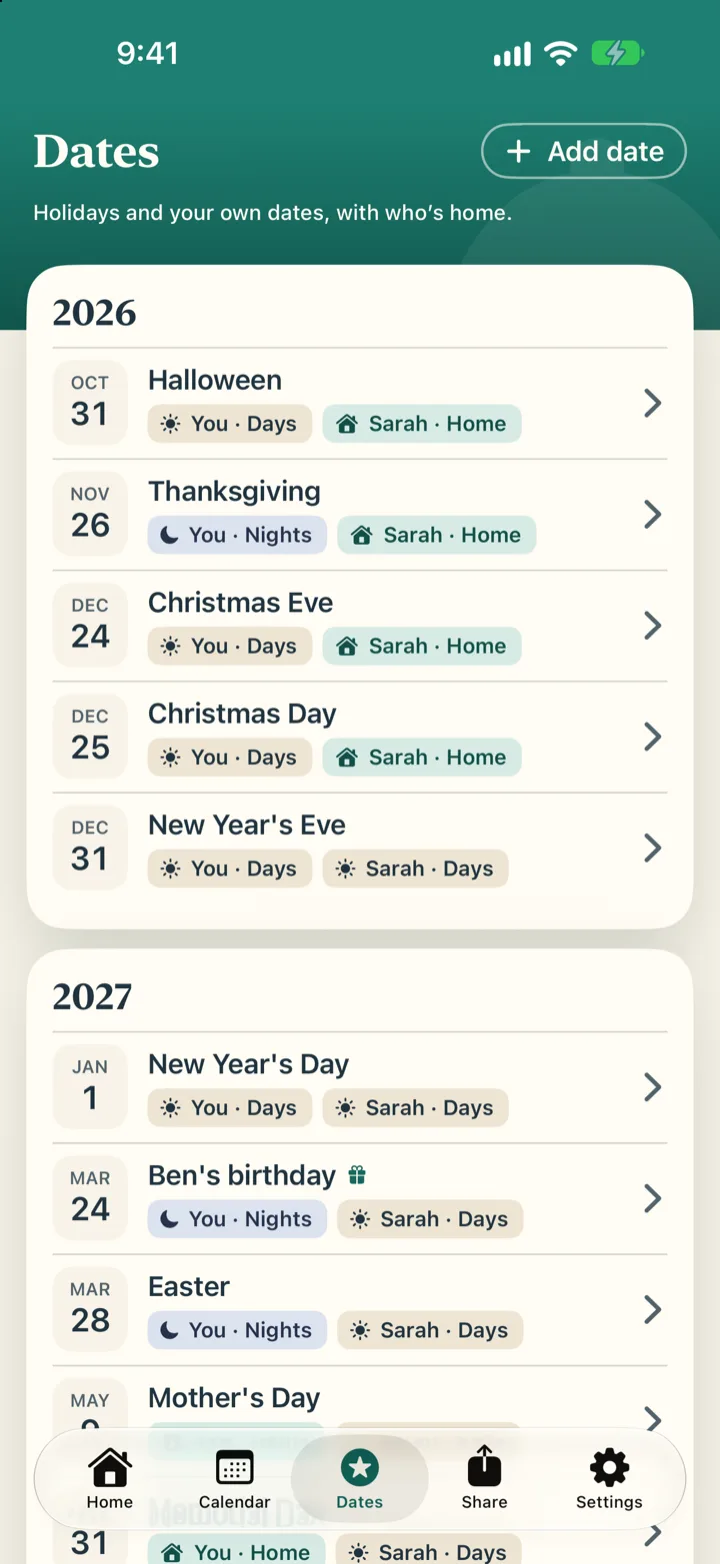 9:41
Dates
Add date
Holidays and your own dates, with who’s home.
2026
OCT
31
Halloween
You · Days
Sarah · Home
NOV
26
Thanksgiving
You · Nights
Sarah · Home
DEC
24
Christmas Eve
You · Days
Sarah · Home
DEC
25
Christmas Day
You · Days
Sarah · Home
DEC
31
New Year's Eve
You · Days
Sarah · Days
2027
JAN
1
New Year's Day
You · Days
Sarah · Days
MAR
24
Ben's birthday
You · Nights
Sarah · Days
MAR
28
Easter
You · Nights
Sarah · Days
MAY
Mother's Day
Home
Calendar
Dates
Share
Settings
Memorial Day
31
You · Home
Sarah · Days